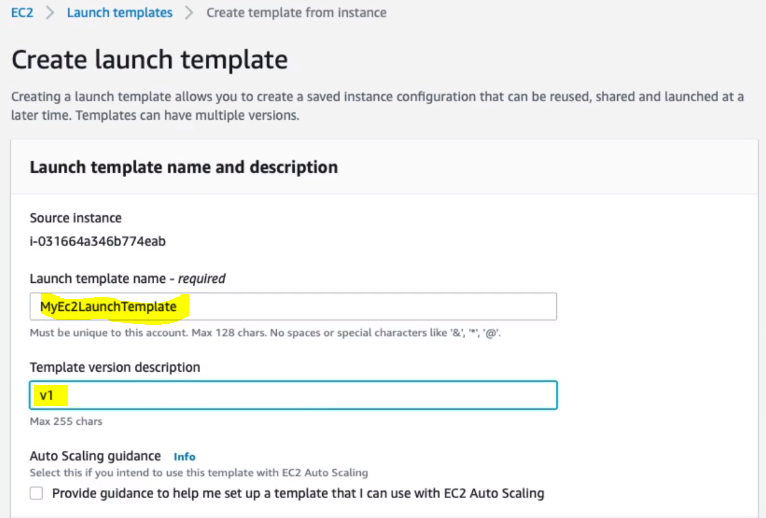 EC2 > Launch templates > Create template from instance
Create launch template
Creating a launch template allows you to create a saved instance configuration that can be reused, shared and launched at a
later time. Templates can have multiple versions.
Launch template name and description
Source instance
i-031664a346b774eab
Launch template name - required
MyEc2LaunchTemplate
Must be unique to this account. Max 128 chars. No spaces or special characters like '&', '*', '@'.
Template version description
v1
Max 255 chars
Auto Scaling guidance Info
Select this if you intend to use this template with EC2 Auto Scaling
Provide guidance to help me set up a template that I can use with EC2 Auto Scaling